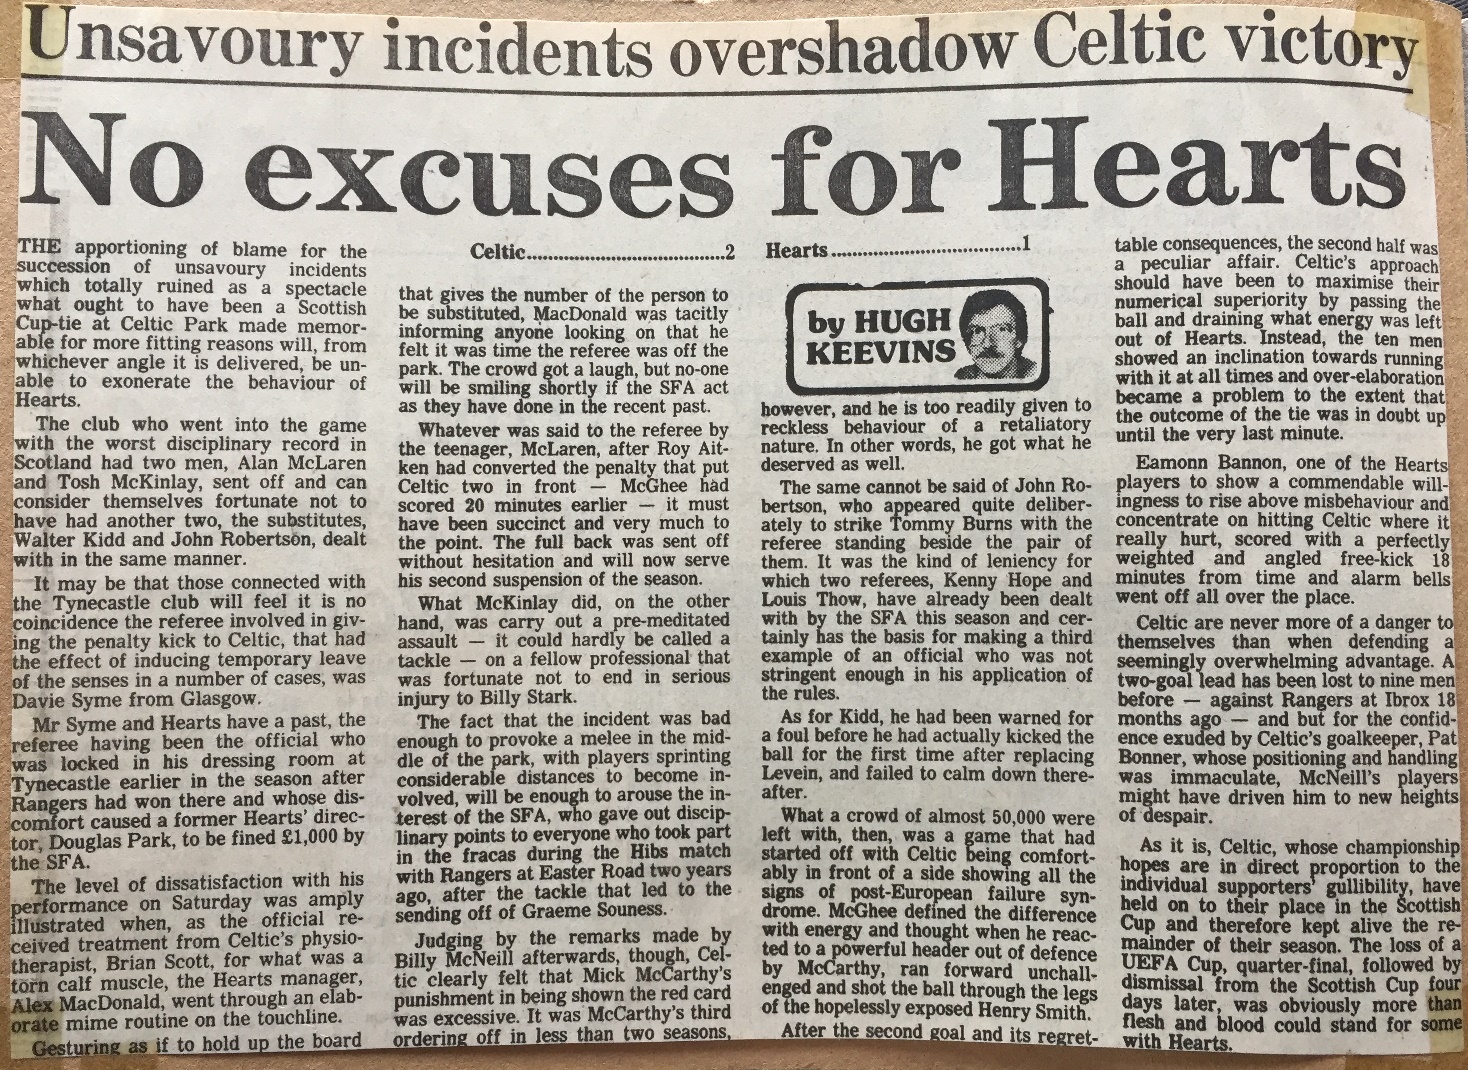 Unsavoury incidents overshadow Celtic victory
No excuses for Hearts
THE apportioning of blame for the
succession of unsavoury incidents
which totally ruined as a spectacle
what ought to have been a Scottish
Cup-tie at Celtic Park made memor-
able for more fitting reasons will, from
whichever angle it is delivered, be un-
able to exonerate the behaviour of
Hearts.
The club who went into the game
with the worst disciplinary record in
Scotland had two men, Alan McLaren
and Tosh McKinlay, sent off and can
consider themselves fortunate not to
have had another two, the substitutes,
Walter Kidd and John Robertson, dealt
with in the same manner.
It may be that those connected with
the Tynecastle club will feel it is no
coincidence the referee involved in giv-
ing the penalty kick to Celtic, that had
the effect of inducing temporary leave
of the senses in a number of cases, was
Davie Syme from Glasgow.
Mr Syme and Hearts have a past, the
referee having been the official who
was locked in his dressing room at
Tynecastle earlier in the season after
Rangers had won there and whose dis-
comfort caused a former Hearts' direc-
tor, Douglas Park, to be fined £1,000 by
the SFA.
The level of dissatisfaction with his
performance on Saturday was amply
illustrated when, as the official re-
ceived treatment from Celtic's physio-
therapist, Brian Scott, for what was a
torn calf muscle, the Hearts manager,
Alex MacDonald, went through an elab-
orate mime routine on the touchline.
Gesturing as if to hold up the board
Celtic..........................................2
that gives the number of the person to
be substituted, MacDonald was tacitly
informing anyone looking on that he
felt it was time the referee was off the
park. The crowd got a laugh, but no-one
will be smiling shortly if the SFA act
as they have done in the recent past.
Whatever was said to the referee by
the teenager, McLaren, after Roy Ait-
ken had converted the penalty that put
Celtic two in front — McGhee had
scored 20 minutes earlier — it must
have been succinct and very much to
the point. The full back was sent off
without hesitation and will now serve
his second suspension of the season.
What McKinlay did, on the other
hand, was carry out a pre-meditated
assault — it could hardly be called a
tackle — on a fellow professional that
was fortunate not to end in serious
injury to Billy Stark.
The fact that the incident was bad
enough to provoke a melee in the mid-
dle of the park, with players sprinting
considerable distances to become in-
volved, will be enough to arouse the in-
terest of the SFA, who gave out discip-
linary points to everyone who took part
in the fracas during the Hibs match
with Rangers at Easter Road two years
ago, after the tackle that led to the
sending off of Graeme Souness.
Judging by the remarks made by
Billy McNeill afterwards, though, Cel-
tic clearly felt that Mick McCarthy's
punishment in being shown the red card
was excessive. It was McCarthy's third
ordering off in less than two seasons,
Hearts........................................1
by HUGH
KEEVINS
however, and he is too readily given to
reckless behaviour of a retaliatory
nature. In other words, he got what he
deserved as well.
The same cannot be said of John Ro-
bertson, who appeared quite deliber-
ately to strike Tommy Burns with the
referee standing beside the pair of
them. It was the kind of leniency for
which two referees, Kenny Hope and
Louis Thow, have already been dealt
with by the SFA this season and cer-
tainly has the basis for making a third
example of an official who was not
stringent enough in his application of
the rules.
As for Kidd, he had been warned for
a foul before he had actually kicked the
ball for the first time after replacing
Levein, and failed to calm down there-
after.
What a crowd of almost 50,000 were
left with, then, was a game that had
started off with Celtic being comfort-
ably in front of a side showing all the
signs of post-European failure syn-
drome. McGhee defined the difference
with energy and thought when he reac-
ted to a powerful header out of defence
by McCarthy, ran forward unchall-
enged and shot the ball through the legs
of the hopelessly exposed Henry Smith.
After the second goal and its regret-
table consequences, the second half was
a peculiar affair. Celtic's approach
should have been to maximise their
numerical superiority by passing the
ball and draining what energy was left
out of Hearts. Instead, the ten men
showed an inclination towards running
with it at all times and over-elaboration
became a problem to the extent that
the outcome of the tie was in doubt up
until the very last minute.
Eamonn Bannon, one of the Hearts
players to show a commendable will-
ingness to rise above misbehaviour and
concentrate on hitting Celtic where it
really hurt, scored with a perfectly
weighted and angled free-kick 18
minutes from time and alarm bells
went off all over the place.
Celtic are never more of a danger to
themselves than when defending a
seemingly overwhelming advantage. A
two-goal lead has been lost to nine men
before — against Rangers at Ibrox 18
months ago — and but for the confid-
ence exuded by Celtic's goalkeeper, Pat
Bonner, whose positioning and handling
was immaculate, McNeill's players
might have driven him to new heights
of despair.
As it is, Celtic, whose championship
hopes are in direct proportion to the
individual supporters' gullibility, have
held on to their place in the Scottish
Cup and therefore kept alive the re-
mainder of their season. The loss of a
UEFA Cup, quarter-final, followed by
dismissal from the Scottish Cup four
days later, was obviously more than
flesh and blood could stand for some
with Hearts.